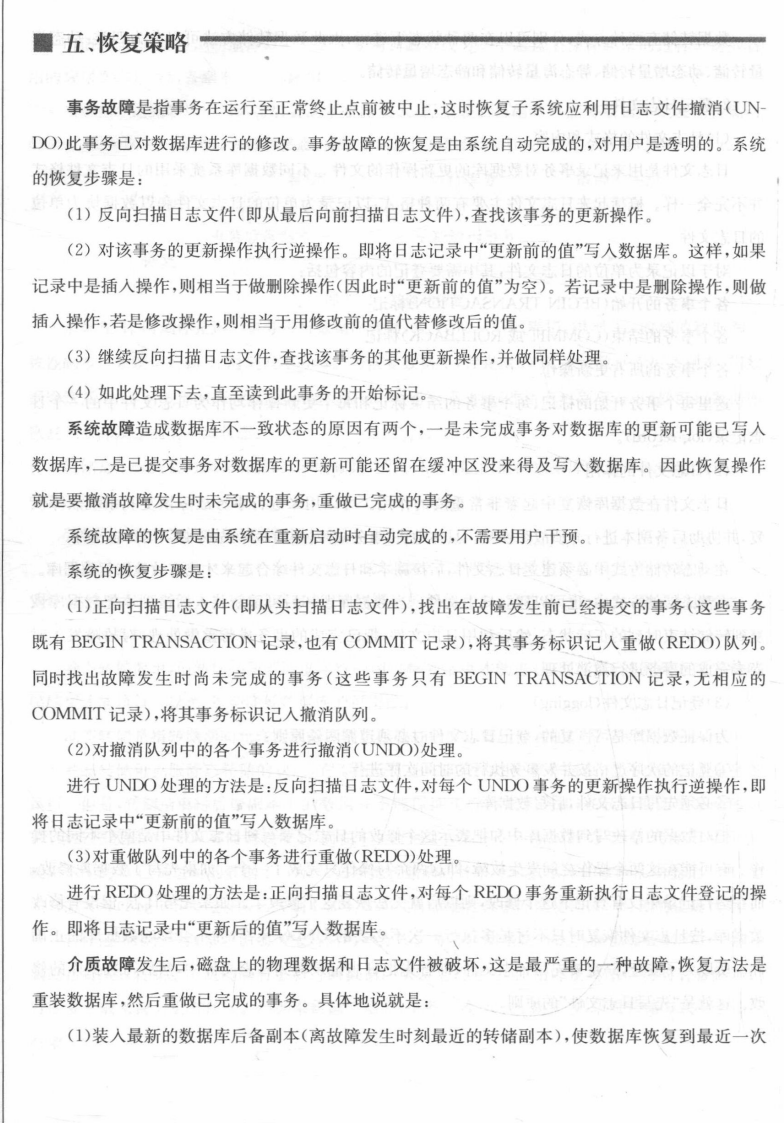 ■ 五、恢复策略
事务故障是指事务在运行至正常终止点前被中止,这时恢复子系统应利用日志文件撤消(UN-
DO)此事务已对数据库进行的修改。事务故障的恢复是由系统自动完成的,对用户是透明的。系统
的恢复步骤是:
(1) 反向扫描日志文件(即从最后向前扫描日志文件),查找该事务的更新操作。
(2) 对该事务的更新操作执行逆操作。即将日志记录中“更新前的值”写入数据库。这样,如果
记录中是插入操作,则相当于做删除操作(因此时“更新前的值”为空)。若记录中是删除操作,则做
插入操作,若是修改操作,则相当于用修改前的值代替修改后的值。
(3) 继续反向扫描日志文件,查找该事务的其他更新操作,并做同样处理。
(4) 如此处理下去,直至读到此事务的开始标记。
系统故障造成数据库不一致状态的原因有两个,一是未完成事务对数据库的更新可能已写入
数据库,二是已提交事务对数据库的更新可能还留在缓冲区没来得及写入数据库。因此恢复操作
就是要撤消故障发生时未完成的事务,重做已完成的事务。
系统故障的恢复是由系统在重新启动时自动完成的,不需要用户干预。
系统的恢复步骤是:
(1)正向扫描日志文件(即从头扫描日志文件),找出在故障发生前已经提交的事务(这些事务
既有 BEGIN TRANSACTION 记录,也有 COMMIT 记录),将其事务标识记入重做(REDO)队列。
同时找出故障发生时尚未完成的事务(这些事务只有 BEGIN TRANSACTION 记录,无相应的
COMMIT 记录),将其事务标识记入撤消队列。
(2)对撤消队列中的各个事务进行撤消(UNDO)处理。
进行 UNDO 处理的方法是:反向扫描日志文件,对每个 UNDO 事务的更新操作执行逆操作,即
将日志记录中“更新前的值”写入数据库。
(3)对重做队列中的各个事务进行重做(REDO)处理。
进行 REDO 处理的方法是:正向扫描日志文件,对每个 REDO 事务重新执行日志文件登记的操
作。即将日志记录中“更新后的值”写入数据库。
介质故障发生后,磁盘上的物理数据和日志文件被破坏,这是最严重的一种故障,恢复方法是
重装数据库,然后重做已完成的事务。具体地说就是:
(1)装入最新的数据库后备副本(离故障发生时刻最近的转储副本),使数据库恢复到最近一次